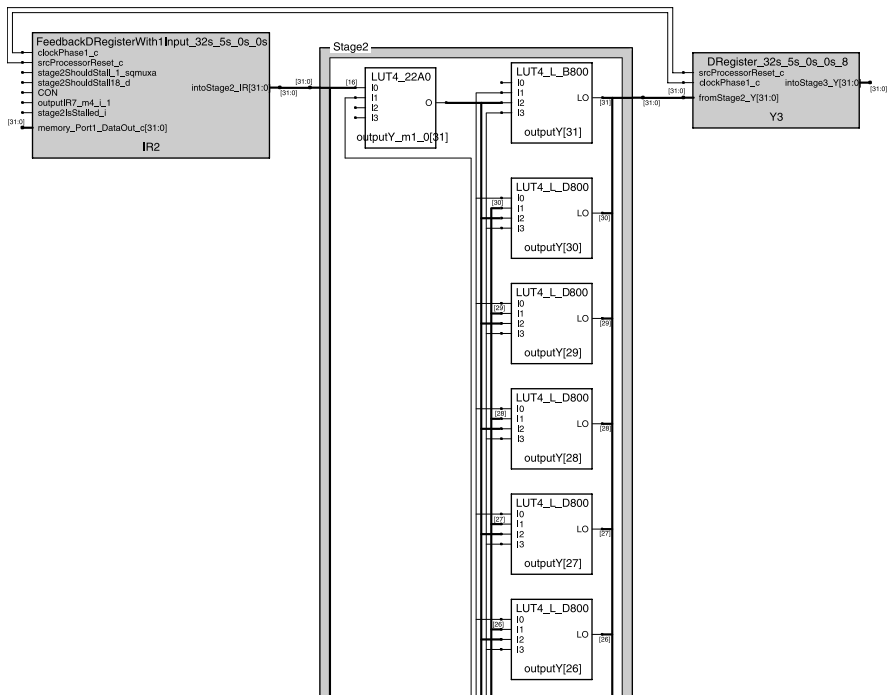 FeedbackDRegisterWith1Input_32s_5s_0s_0s
clockPhase1_c
srcProcessorReset_c
stage2ShouldStall_1_sqmuxa
stage2ShouldStall18_d
CON
outputIR7_m4_i_1
stage2IsStalled_i
[31:0]
memory_Port1_DataOut_c[31:0]
intoStage2_IR[31:0]
[31:0]
IR2
[31:0]
Stage2
[16]
LUT4_22A0
I0
I1
I2
I3
O
outputY_m1_0[31]
LUT4_L_B800
I0
I1
I2
I3
LO
[31]
outputY[31]
[31:0]
LUT4_L_D800
I0
[30]
I1
I2
I3
LO
[30]
outputY[30]
LUT4_L_D800
I0
[29]
I1
I2
I3
LO
[29]
outputY[29]
LUT4_L_D800
I0
[28]
I1
I2
I3
LO
[28]
outputY[28]
LUT4_L_D800
I0
[27]
I1
I2
I3
LO
[27]
outputY[27]
LUT4_L_D800
I0
[26]
I1
I2
I3
LO
[26]
outputY[26]
DRegister_32s_5s_0s_0s_8
srcProcessorReset_c
clockPhase1_c
intoStage3_Y[31:0]
[31:0]
[31:0]
fromStage2_Y[31:0]
[31:0]
Y3